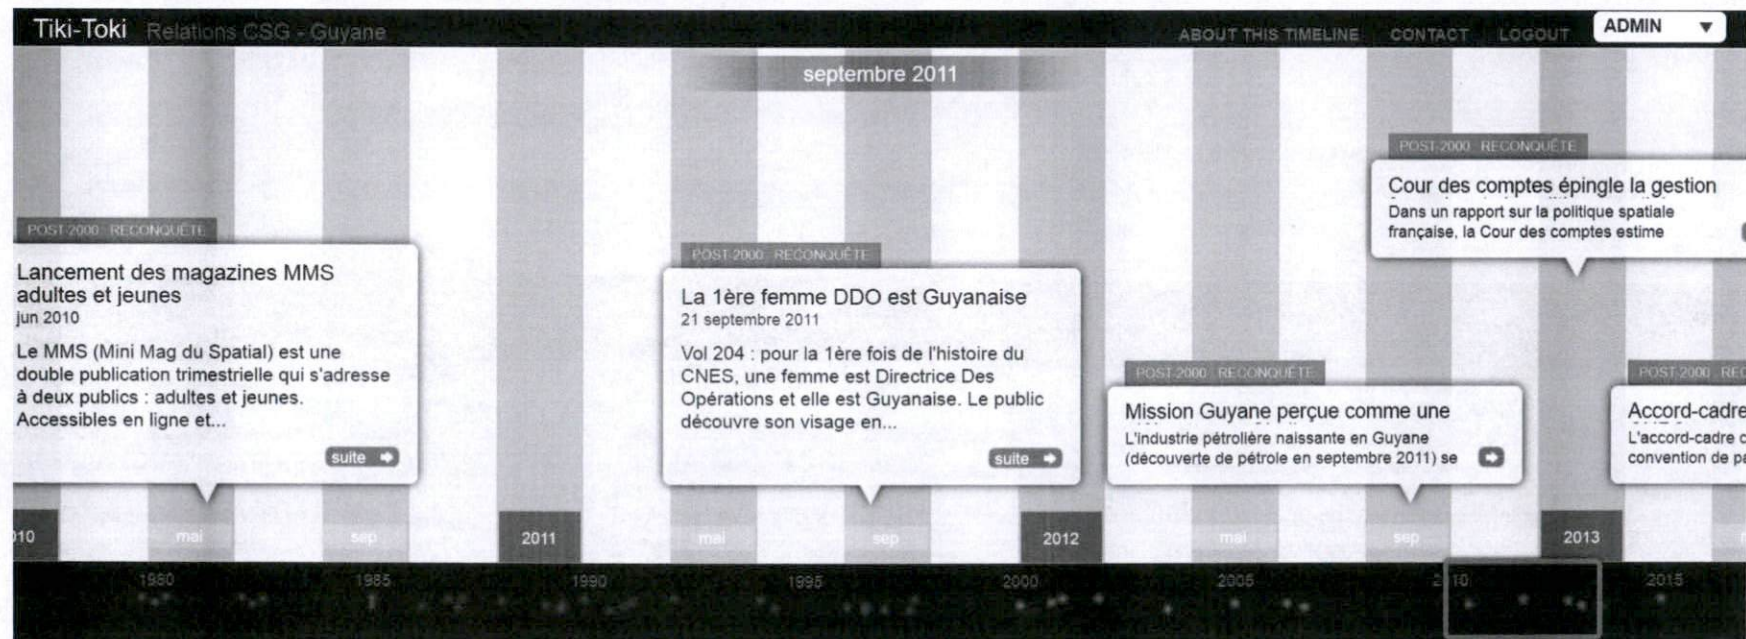 Tiki-Toki Relations CSG - Guyane
ABOUT THIS TIMELINE CONTACT LOGOUT ADMIN
septembre 2011
POST-2000 : RECONQUÊTE
Cour des comptes épingle la gestion
Dans un rapport sur la politique spatiale
française, la Cour des comptes estime
POST-2000 : RECONQUÊTE
Lancement des magazines MMS
adultes et jeunes
jun 2010
Le MMS (Mini Mag du Spatial) est une
double publication trimestrielle qui s'adresse
à deux publics : adultes et jeunes.
Accessibles en ligne et...
suite
POST-2000 : RECONQUÊTE
La 1ère femme DDO est Guyanaise
21 septembre 2011
Vol 204 : pour la 1ère fois de l'histoire du
CNES, une femme est Directrice Des
Opérations et elle est Guyanaise. Le public
découvre son visage en...
suite
POST-2000 : RECONQUÊTE
Mission Guyane perçue comme une
L'industrie pétrolière naissante en Guyane
(découverte de pétrole en septembre 2011) se
POST-2000 : REC
Accord-cadre
L'accord-cadre c
convention de pa
10 mai sep 2011 mai sep 2012 mai sep 2013
1980 1985 1990 1995 2000 2005 2010 2015